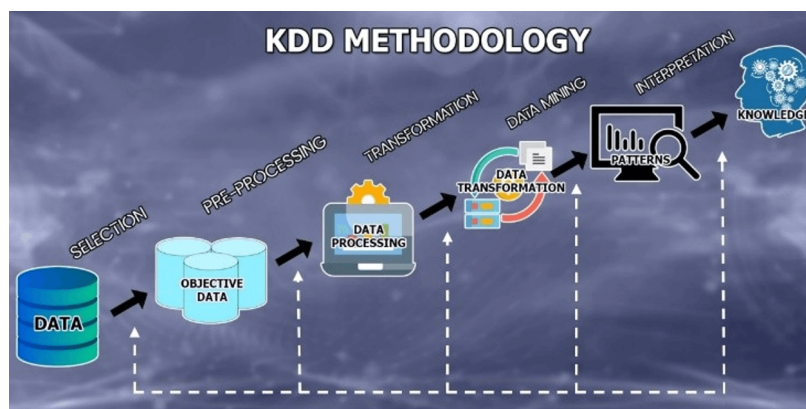 KDD METHODOLOGY
SELECTION
PRE-PROCESSING
TRANSFORMATION
DATA MINING
INTERPRETATION
DATA
OBJECTIVE
DATA
DATA
PROCESSING
DATA
TRANSFORMATION
PATTERNS
KNOWLEDGE